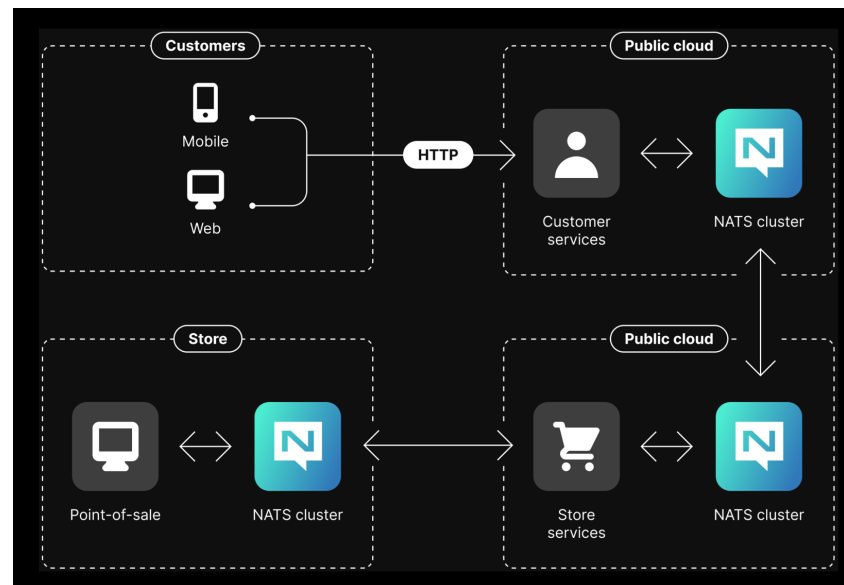 Customers
Public cloud
Mobile
Web
HTTP
Customer
services
NATS cluster
Store
Public cloud
Point-of-sale
NATS cluster
Store
services
NATS cluster